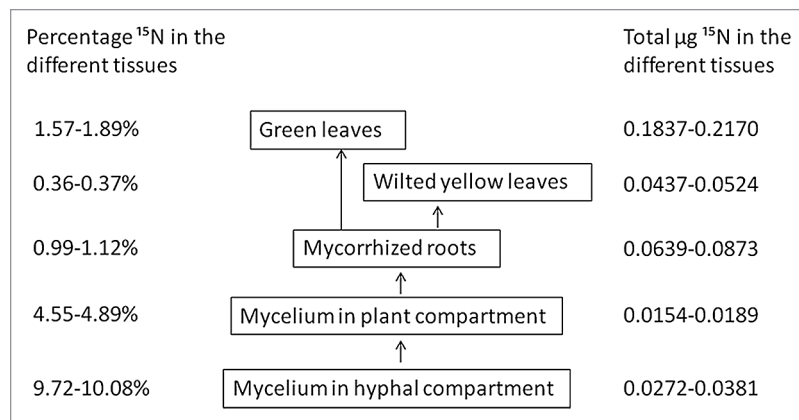 Percentage ¹⁵N in the
different tissues
Total µg ¹⁵N in the
different tissues
1.57-1.89%
Green leaves
0.1837-0.2170
0.36-0.37%
Wilted yellow leaves
0.0437-0.0524
0.99-1.12%
Mycorrhized roots
0.0639-0.0873
4.55-4.89%
Mycelium in plant compartment
0.0154-0.0189
9.72-10.08%
Mycelium in hyphal compartment
0.0272-0.0381